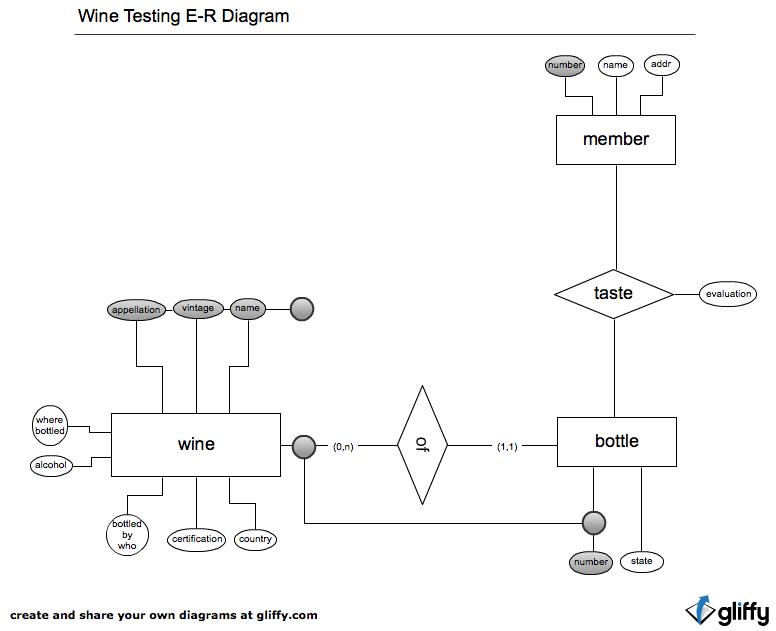 Wine Testing E-R Diagram
number
name
addr
member
taste
evaluation
appellation
vintage
name
where
bottled
alcohol
wine
(0,n)
of
(1,1)
bottle
bottled
by
who
certification
country
number
state
create and share your own diagrams at gliffy.com
gliffy